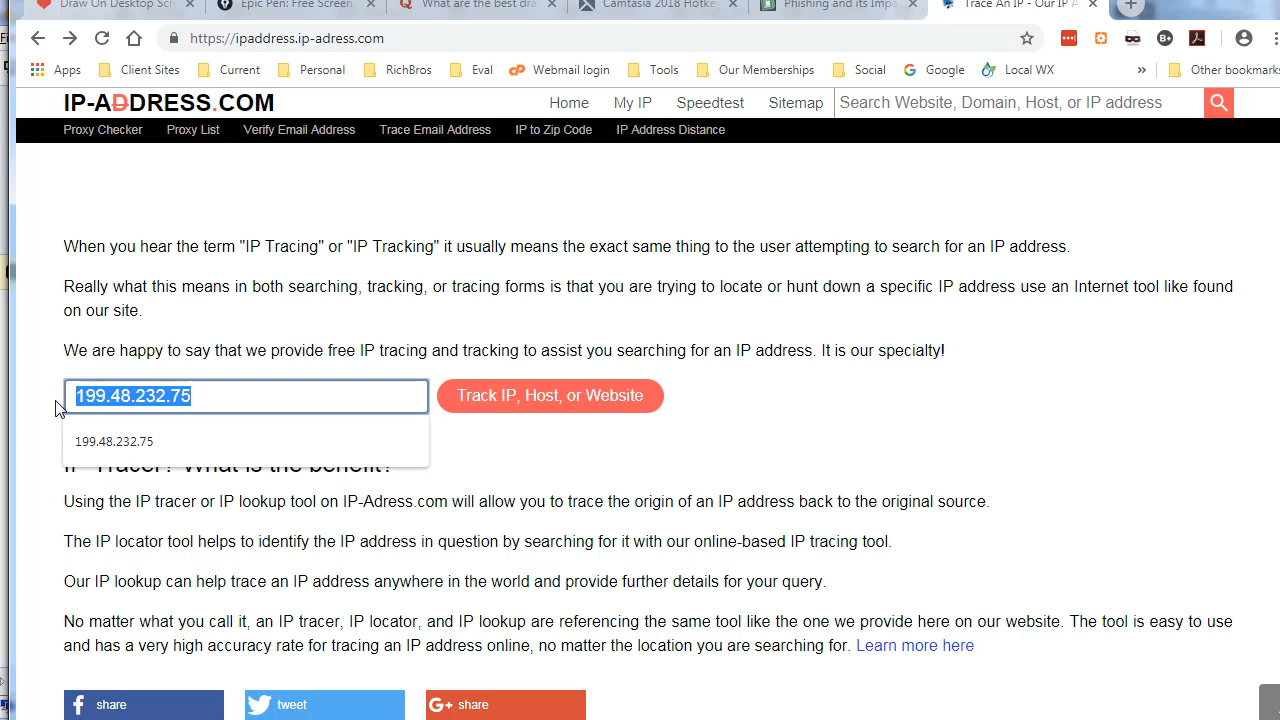 Draw On Desktop Sc
Epic Pen: Free Screen
What are the best dra
Camtasia 2018 Hotke
Phishing and its Impa
Trace An IP - Our IP A
https://ipaddress.ip-adress.com
Apps Client Sites Current Personal RichBros Eval Webmail login Tools Our Memberships Social Google Local WX » Other bookmarks
IP-ADDRESS.COM Home My IP Speedtest Sitemap Search Website, Domain, Host, or IP address
Proxy Checker Proxy List Verify Email Address Trace Email Address IP to Zip Code IP Address Distance
When you hear the term "IP Tracing" or "IP Tracking" it usually means the exact same thing to the user attempting to search for an IP address.
Really what this means in both searching, tracking, or tracing forms is that you are trying to locate or hunt down a specific IP address use an Internet tool like found
on our site.
We are happy to say that we provide free IP tracing and tracking to assist you searching for an IP address. It is our specialty!
199.48.232.75 Track IP, Host, or Website
199.48.232.75
IP Tracer? What is the benefit?
Using the IP tracer or IP lookup tool on IP-Adress.com will allow you to trace the origin of an IP address back to the original source.
The IP locator tool helps to identify the IP address in question by searching for it with our online-based IP tracing tool.
Our IP lookup can help trace an IP address anywhere in the world and provide further details for your query.
No matter what you call it, an IP tracer, IP locator, and IP lookup are referencing the same tool like the one we provide here on our website. The tool is easy to use
and has a very high accuracy rate for tracing an IP address online, no matter the location you are searching for. Learn more here
share tweet G+ share